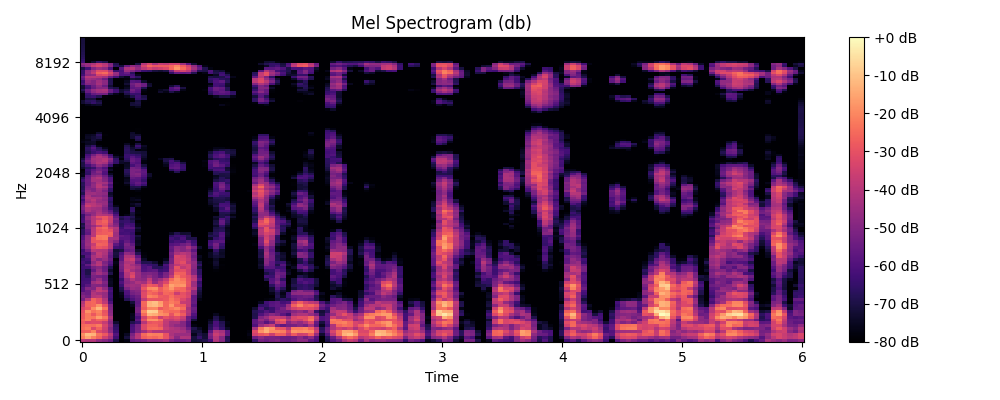 Mel Spectrogram (db)
Hz
8192
4096
2048
1024
512
0
0 1 2 3 4 5 6
Time
+0 dB
-10 dB
-20 dB
-30 dB
-40 dB
-50 dB
-60 dB
-70 dB
-80 dB